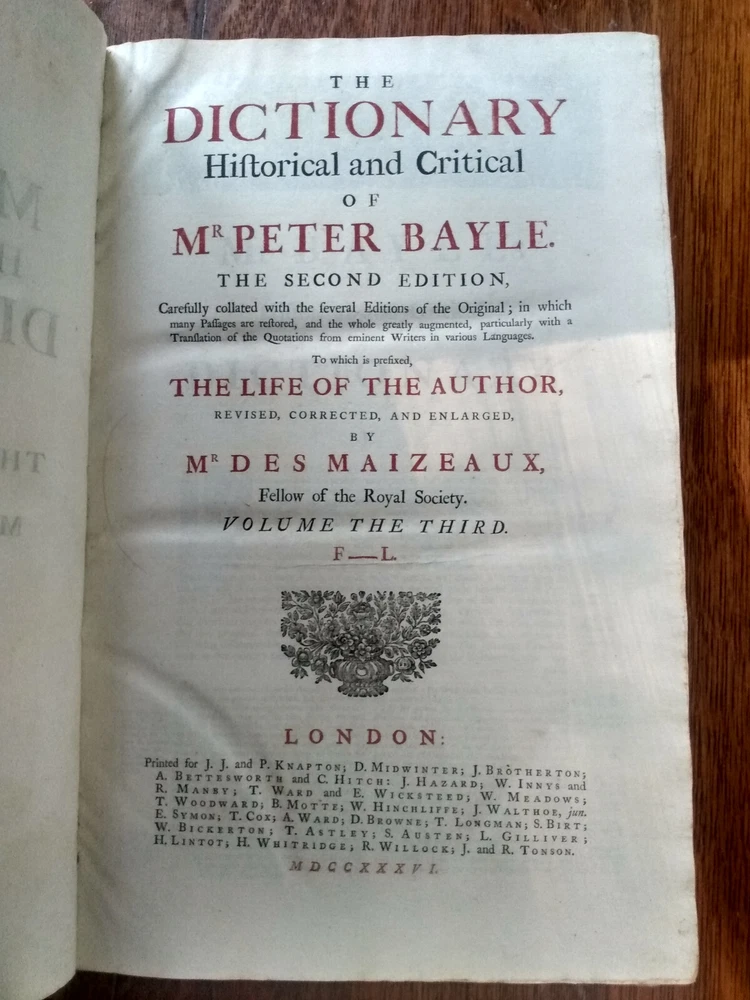 THE
DICTIONARY
Hiſtorical and Critical
OF
Mr PETER BAYLE.
THE SECOND EDITION,
Carefully collated with the ſeveral Editions of the Original; in which
many Paſſages are reſtored, and the whole greatly augmented, particularly with a
Tranſlation of the Quotations from eminent Writers in various Languages.
To which is prefixed,
THE LIFE OF THE AUTHOR,
REVISED, CORRECTED, AND ENLARGED,
BY
Mr DES MAIZEAUX,
Fellow of the Royal Society.
VOLUME THE THIRD.
F——L.
LONDON:
Printed for J. J. and P. KNAPTON; D. MIDWINTER; J. BROTHERTON;
A. BETTESWORTH and C. HITCH: J. HAZARD; W. INNYS and
R. MANBY; T. WARD and E. WICKSTEED; W. MEADOWS;
T. WOODWARD; B. MOTTE; W. HINCHLIFFE; J. WALTHOE, jun.
E. SYMON; T. COX; A. WARD; D. BROWNE; T. LONGMAN; S. BIRT;
W. BICKERTON; T. ASTLEY; S. AUSTEN; L. GILLIVER;
H. LINTOT; H. WHITRIDGE; R. WILLOCK; J. and R. TONSON.
MDCCXXXVI.